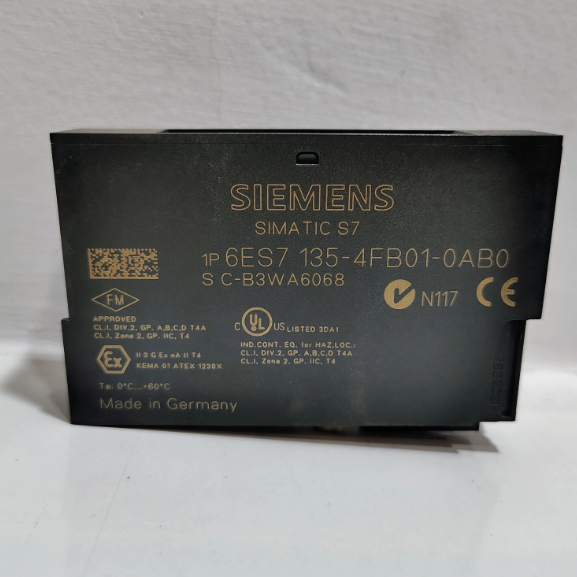 SIEMENS
SIMATIC S7
1P 6ES7 135-4FB01-0AB0
S C-B3WA6068
FM
APPROVED
CL.I, DIV.2, GP. A,B,C,D T4A
CL.I, Zone 2, GP. IIC, T4
C UL US LISTED 3DA1
IND.CONT. EQ. for HAZ.LOC.:
CL.I, DIV.2, GP. A,B,C,D T4A
CL.I, Zone 2, GP. IIC, T4
N117 CE
Ex II 3 G Ex nA II T4
KEMA 01 ATEX 1238X
Ta: 0°C...+60°C
Made in Germany